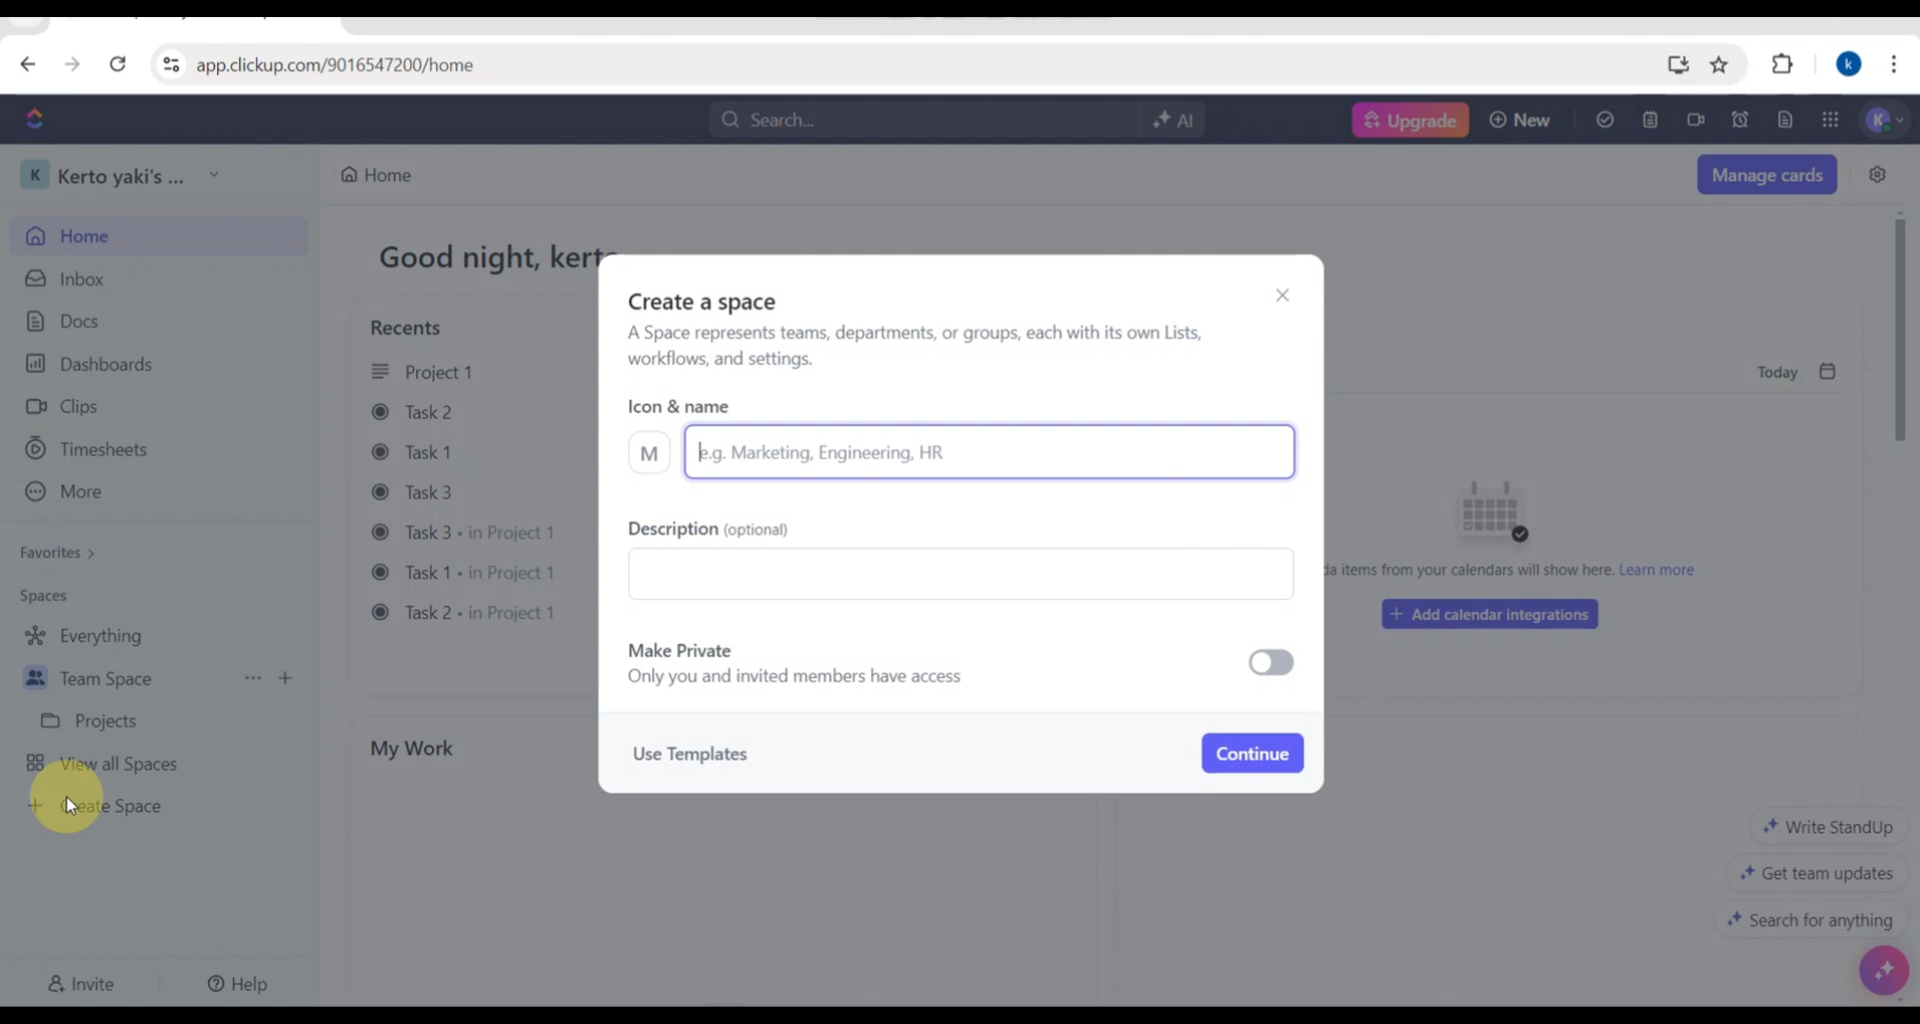 app.clickup.com/9016547200/home
k
Search...
AI
Upgrade
New
K
K Kerto yaki's ...
Home
Manage cards
Home
Inbox
Docs
Dashboards
Clips
Timesheets
More
Favorites
Spaces
Everything
Team Space
Projects
View all Spaces
Create Space
Invite
Help
Good night,
Recents
Project 1
Task 2
Task 1
Task 3
Task 3 • in Project 1
Task 1 • in Project 1
Task 2 • in Project 1
My Work
Create a space
A Space represents teams, departments, or groups, each with its own Lists,
workflows, and settings.
Icon & name
M
e.g. Marketing, Engineering, HR
Description (optional)
Make Private
Only you and invited members have access
Use Templates
Continue
Today
items from your calendars will show here. Learn more
+ Add calendar integrations
Write StandUp
Get team updates
Search for anything